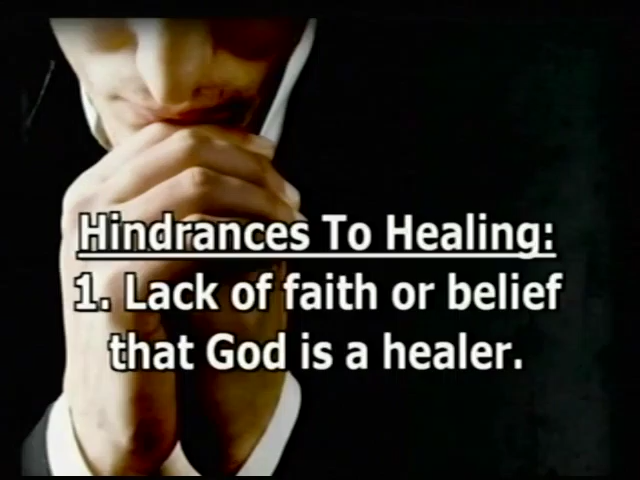 Hindrances To Healing:
1. Lack of faith or belief
that God is a healer.